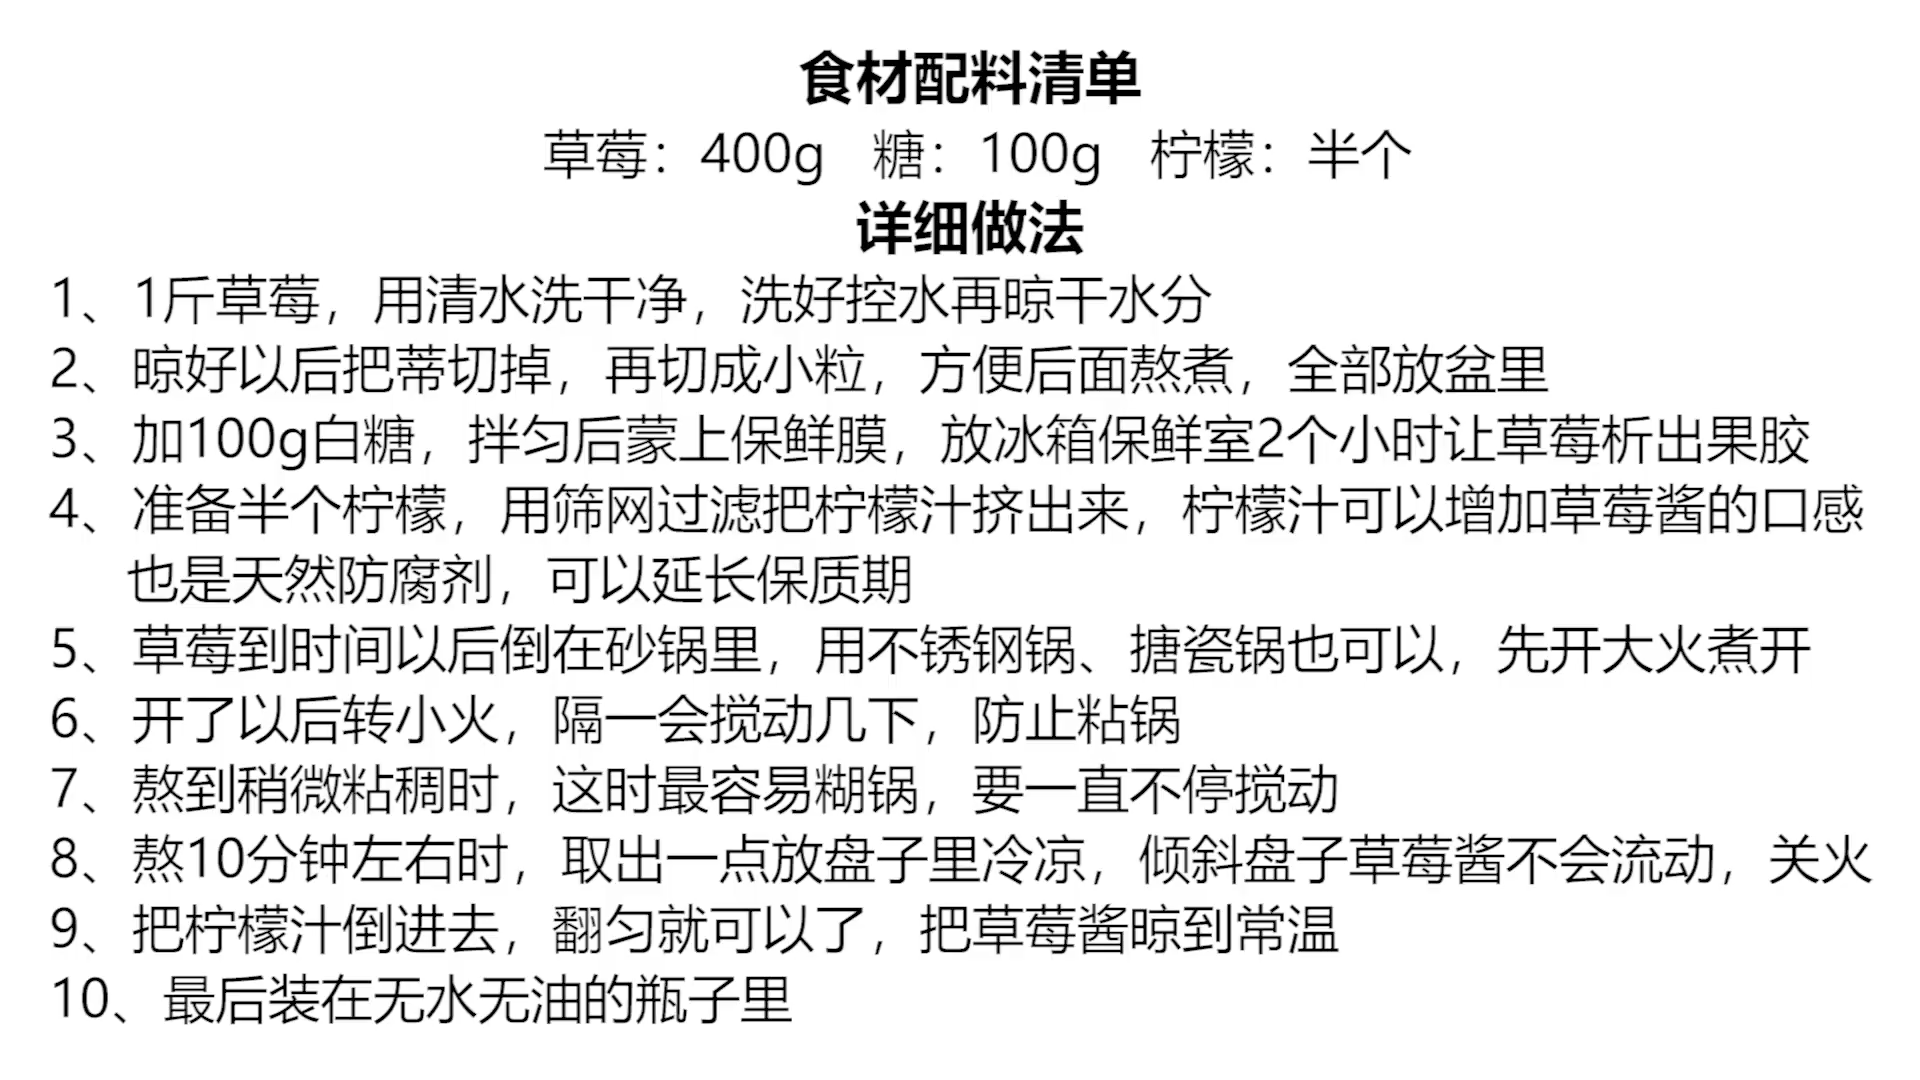 食材配料清单
草莓：400g 糖：100g 柠檬：半个
详细做法
1、1斤草莓，用清水洗干净，洗好控水再晾干水分
2、晾好以后把蒂切掉，再切成小粒，方便后面熬煮，全部放盆里
3、加100g白糖，拌匀后蒙上保鲜膜，放冰箱保鲜室2个小时让草莓析出果胶
4、准备半个柠檬，用筛网过滤把柠檬汁挤出来，柠檬汁可以增加草莓酱的口感
也是天然防腐剂，可以延长保质期
5、草莓到时间以后倒在砂锅里，用不锈钢锅、搪瓷锅也可以，先开大火煮开
6、开了以后转小火，隔一会搅动几下，防止粘锅
7、熬到稍微粘稠时，这时最容易糊锅，要一直不停搅动
8、熬10分钟左右时，取出一点放盘子里冷凉，倾斜盘子草莓酱不会流动，关火
9、把柠檬汁倒进去，翻匀就可以了，把草莓酱晾到常温
10、最后装在无水无油的瓶子里